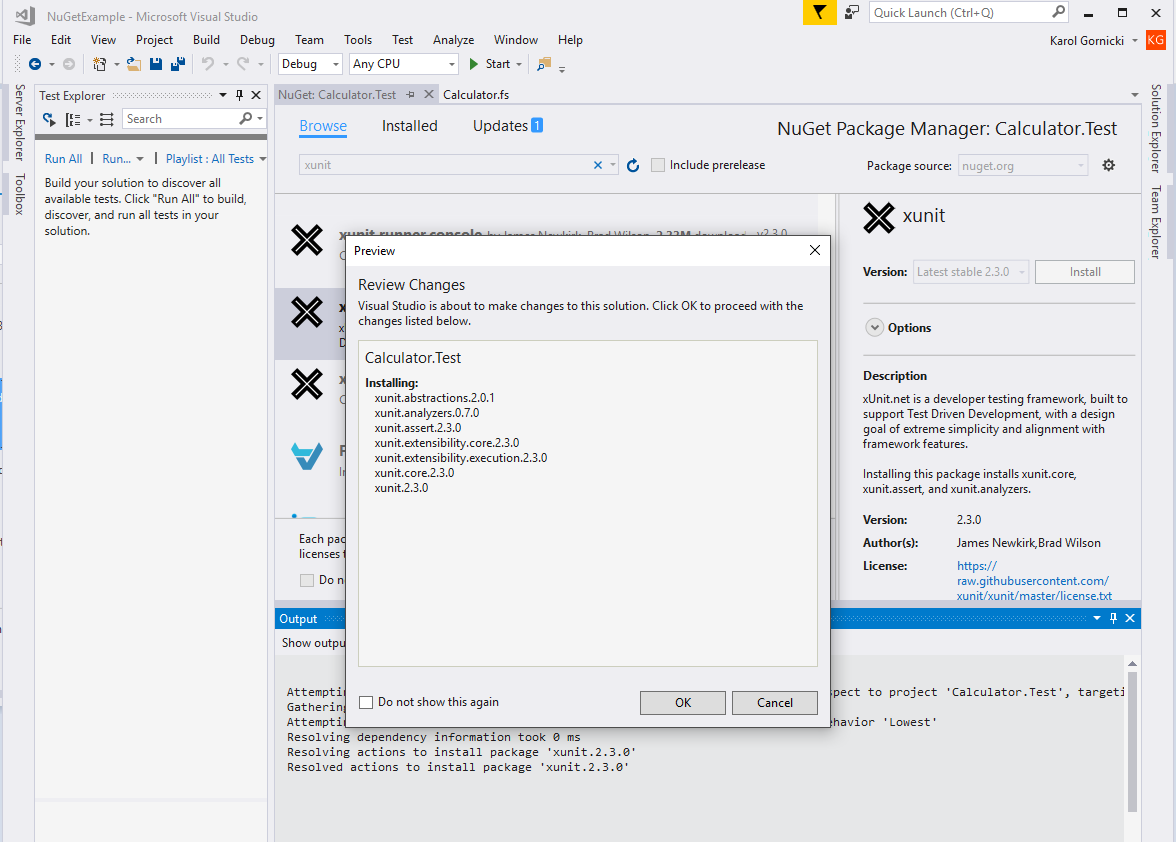 NuGetExample - Microsoft Visual Studio
Quick Launch (Ctrl+Q)
File Edit View Project Build Debug Team Tools Test Analyze Window Help
Karol Gornicki KG
Debug Any CPU Start
Server Explorer
Toolbox
Test Explorer
Search
Run All Run... Playlist : All Tests
Build your solution to discover all
available tests. Click "Run All" to build,
discover, and run all tests in your
solution.
NuGet: Calculator.Test Calculator.fs
Browse Installed Updates 1
NuGet Package Manager: Calculator.Test
xunit
Include prerelease
Package source: nuget.org
xunit.runner.console by James Newkirk, Brad Wilson v2.3.0
Each pac
licenses
Do n
Preview
Review Changes
Visual Studio is about to make changes to this solution. Click OK to proceed with the
changes listed below.
Calculator.Test
Installing:
xunit.abstractions.2.0.1
xunit.analyzers.0.7.0
xunit.assert.2.3.0
xunit.extensibility.core.2.3.0
xunit.extensibility.execution.2.3.0
xunit.core.2.3.0
xunit.2.3.0
Do not show this again
OK Cancel
xunit
Version: Latest stable 2.3.0 Install
Options
Description
xUnit.net is a developer testing framework, built to
support Test Driven Development, with a design
goal of extreme simplicity and alignment with
framework features.
Installing this package installs xunit.core,
xunit.assert, and xunit.analyzers.
Version: 2.3.0
Author(s): James Newkirk,Brad Wilson
License: https://
raw.githubusercontent.com/
xunit/xunit/master/license.txt
Solution Explorer
Team Explorer
Output
Show outpu
Attempti spect to project 'Calculator.Test', targeti
Gathering
Attempti havior 'Lowest'
Resolving dependency information took 0 ms
Resolving actions to install package 'xunit.2.3.0'
Resolved actions to install package 'xunit.2.3.0'